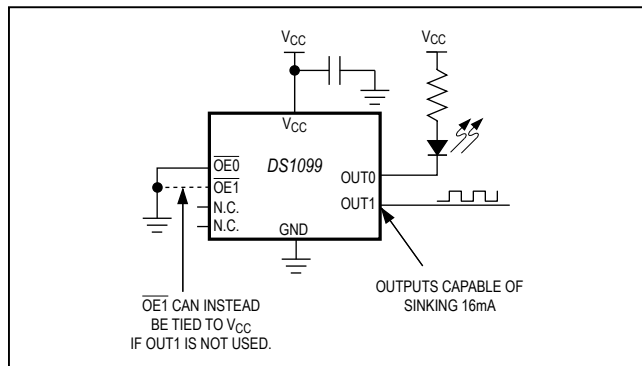 VCC
VCC
VCC
OE0
DS1099
OUT0
OE1
OUT1
N.C.
N.C.
GND
OE1 CAN INSTEAD
BE TIED TO VCC
IF OUT1 IS NOT USED.
OUTPUTS CAPABLE OF
SINKING 16mA